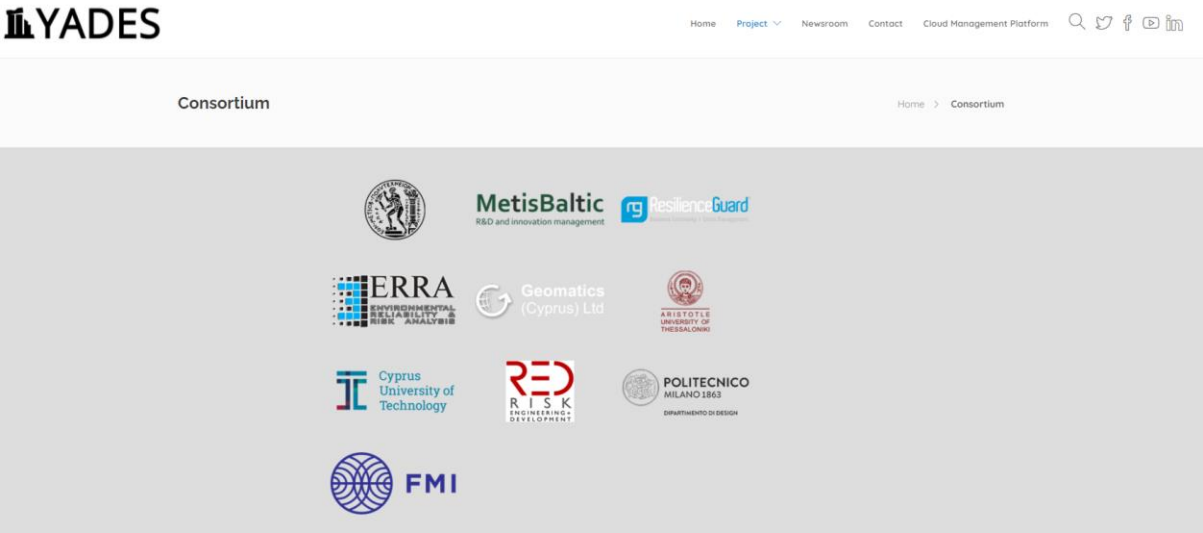 YADES
Home Project Newsroom Contact Cloud Management Platform
Consortium
Home > Consortium
MetisBaltic
R&D and innovation management
rg ResilienceGuard
ERRA
ENVIRONMENTAL
RELIABILITY &
RISK ANALYSIS
Geomatics
(Cyprus) Ltd
ARISTOTLE
UNIVERSITY OF
THESSALONIKI
Cyprus
University of
Technology
RED
RISK
ENGINEERING+
DEVELOPMENT
POLITECNICO
MILANO 1863
DIPARTIMENTO DI DESIGN
FMI